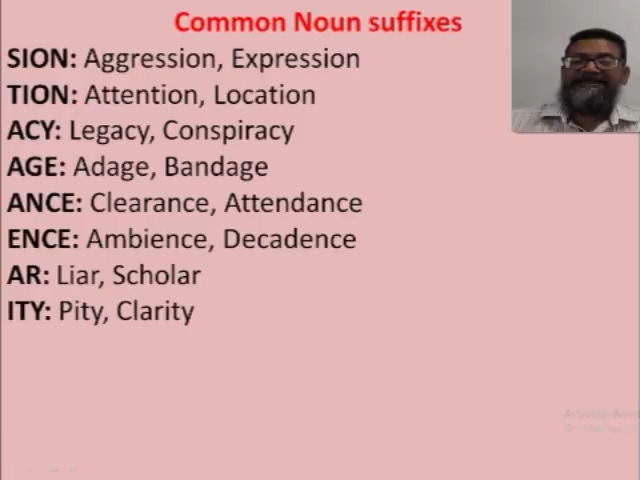 Common Noun suffixes
SION: Aggression, Expression
TION: Attention, Location
ACY: Legacy, Conspiracy
AGE: Adage, Bandage
ANCE: Clearance, Attendance
ENCE: Ambience, Decadence
AR: Liar, Scholar
ITY: Pity, Clarity